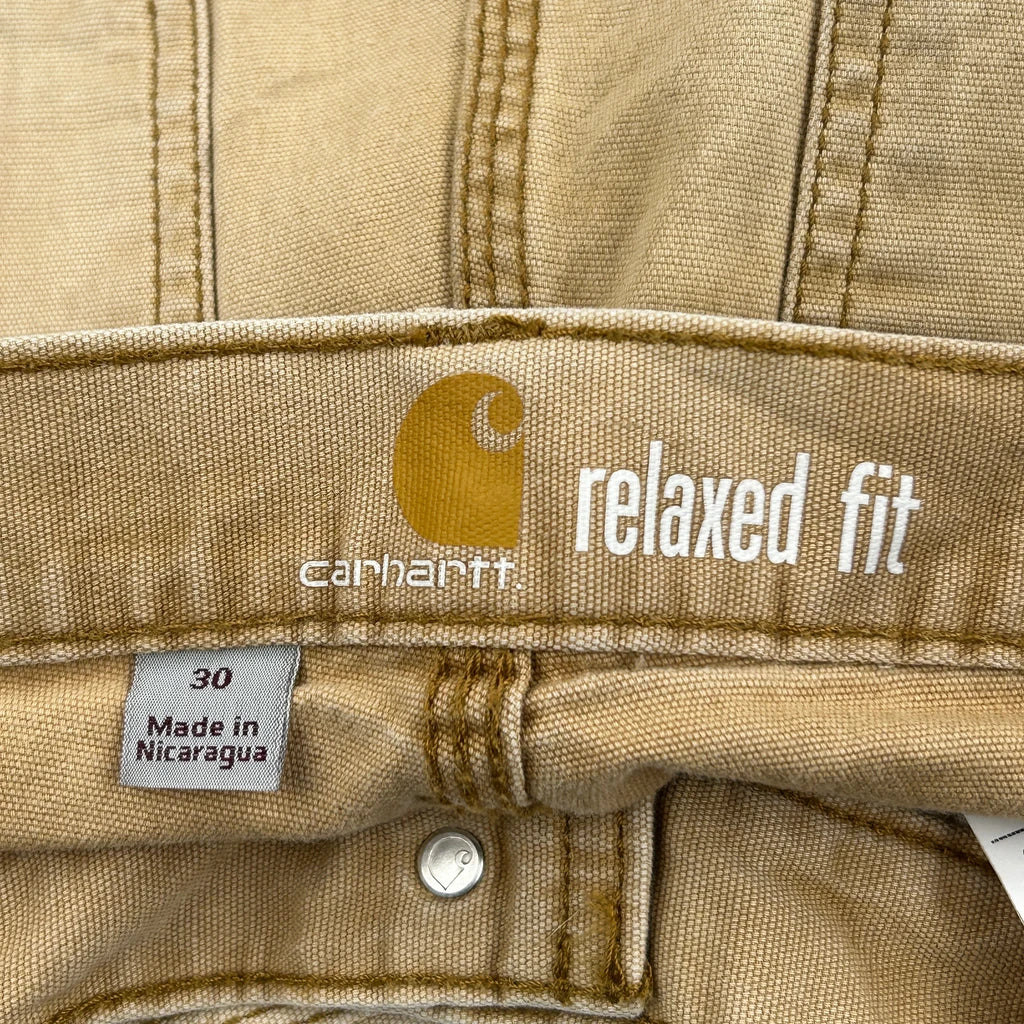 carhartt.
relaxed fit
30
Made in
Nicaragua